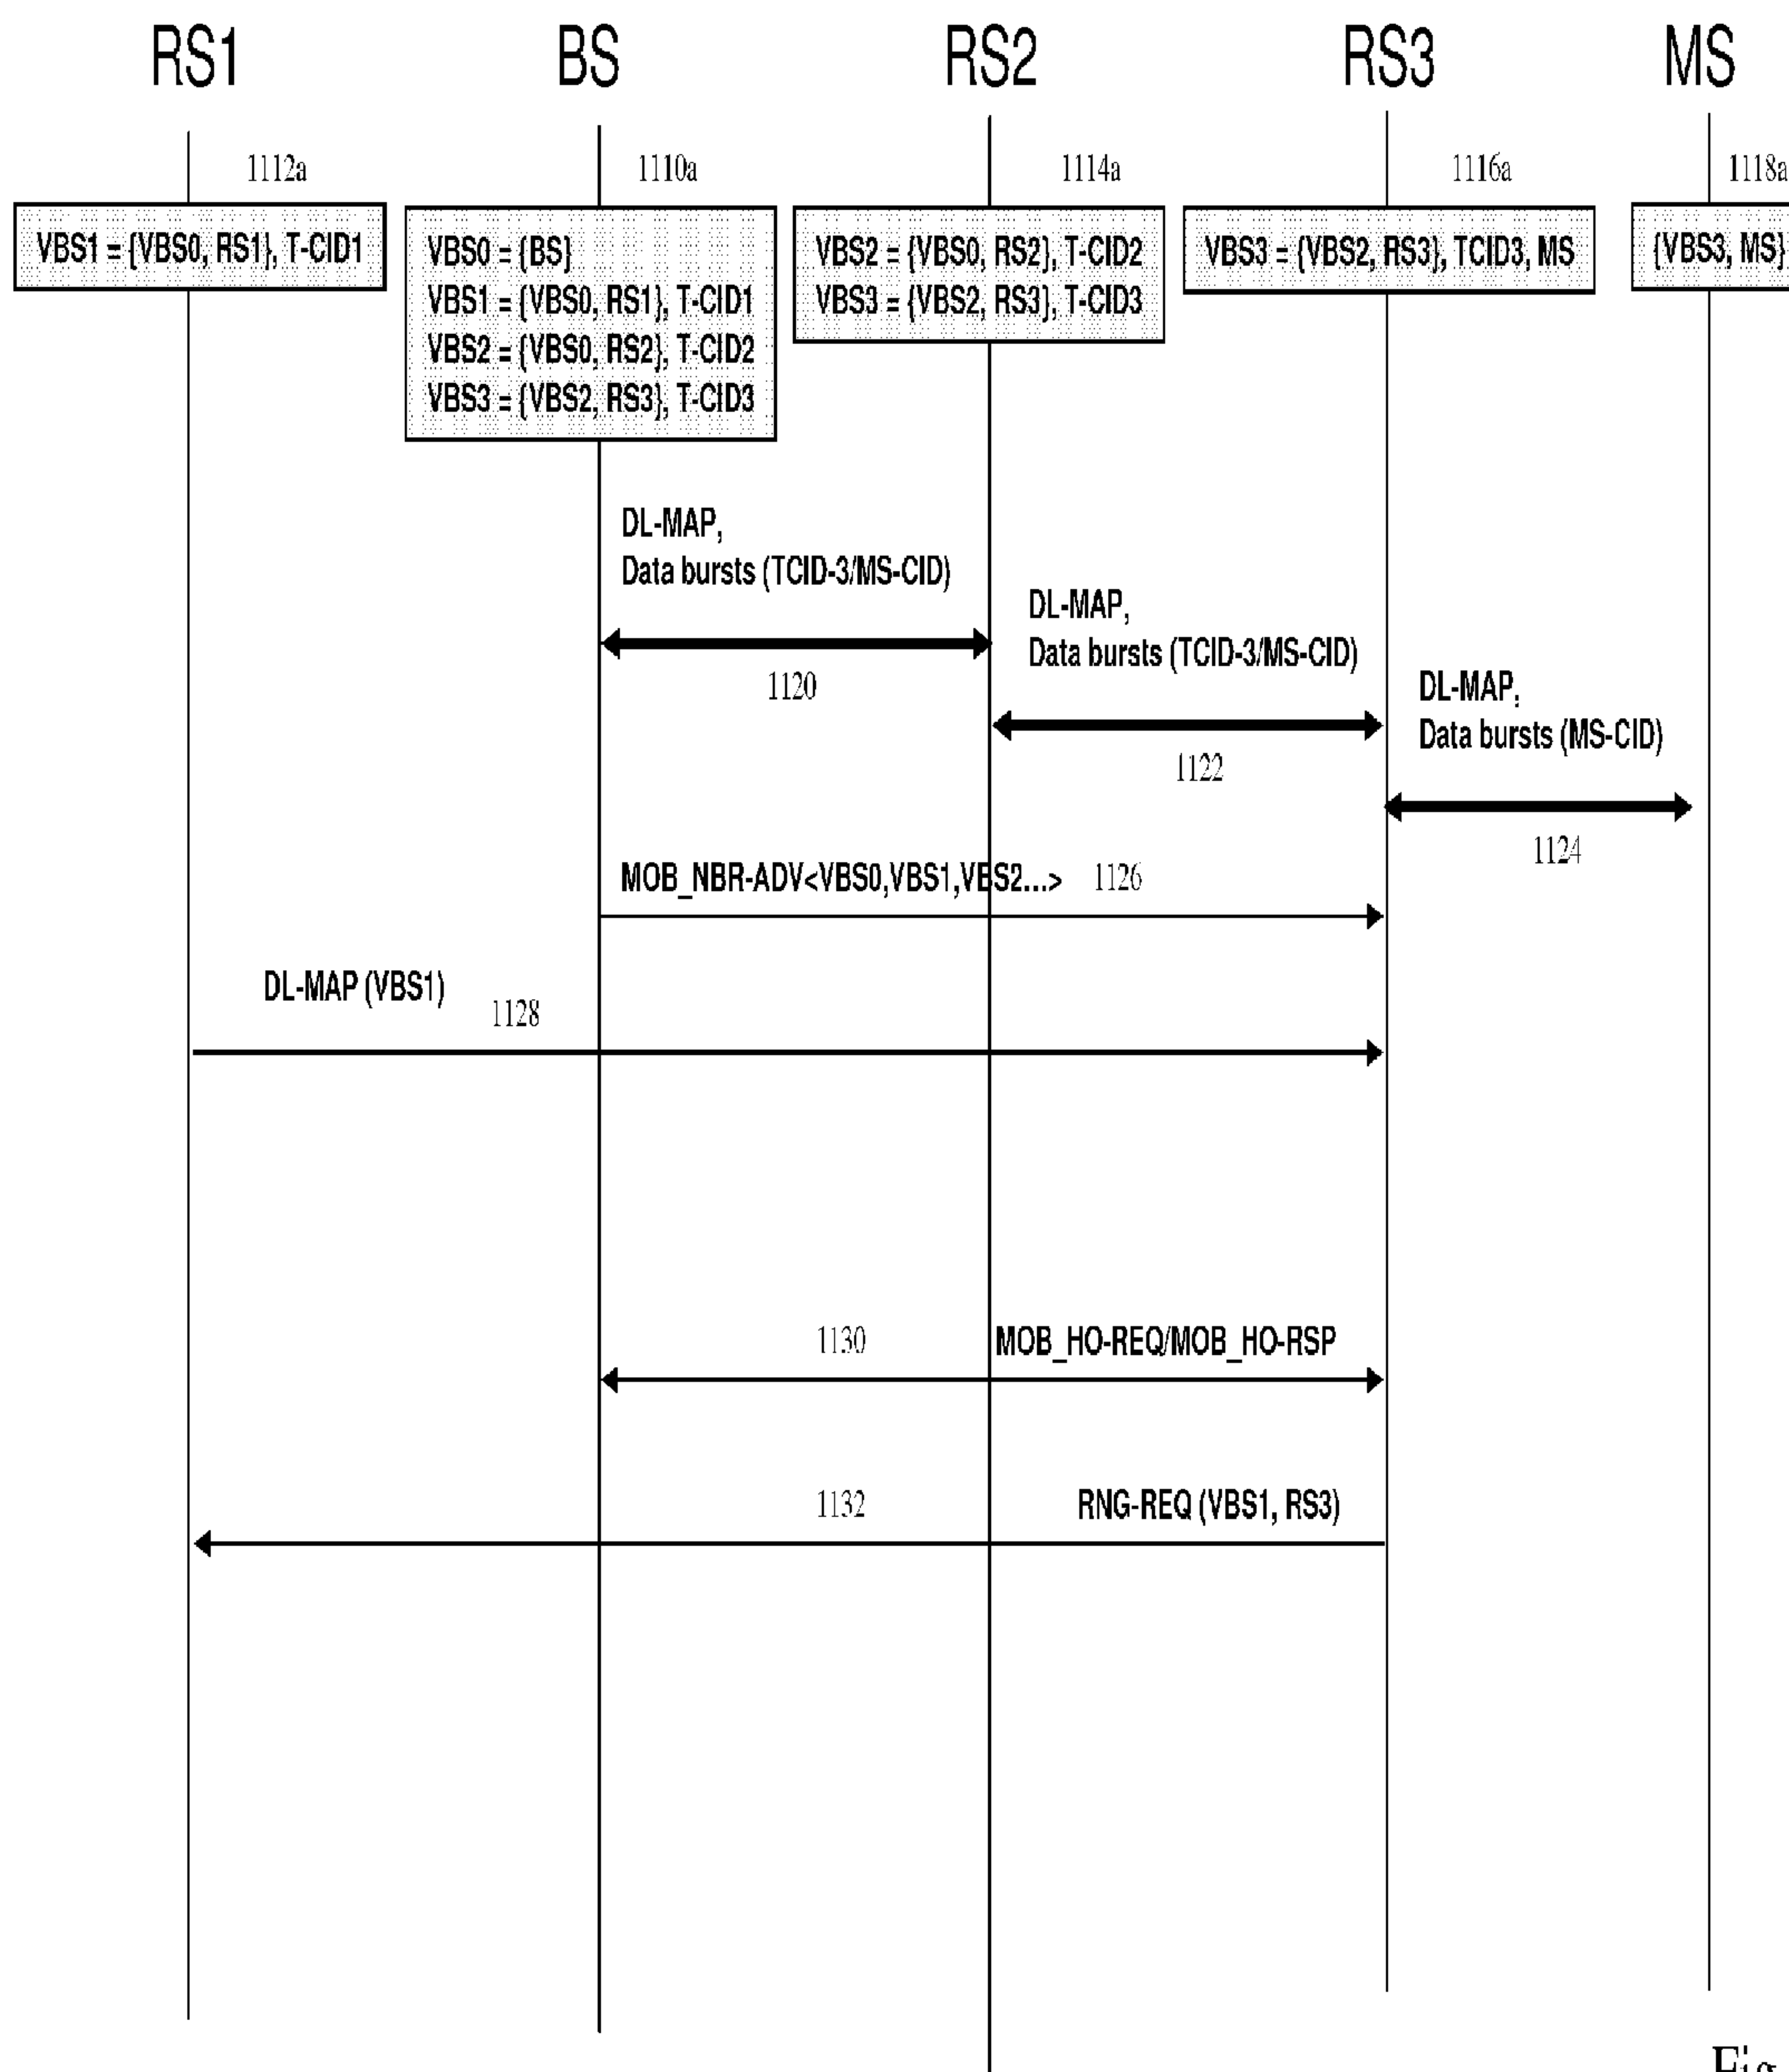 RS1 BS RS2 RS3 MS
1112a 1110a 1114a 1116a 1118a
VBS1 = {VBS0, RS1}, T-CID1
VBS0 = {BS}
VBS1 = {VBS0, RS1}, T-CID1
VBS2 = {VBS0, RS2}, T-CID2
VBS3 = {VBS2, RS3}, T-CID3
VBS2 = {VBS0, RS2}, T-CID2
VBS3 = {VBS2, RS3}, T-CID3
VBS3 = {VBS2, RS3}, TCID3, MS
{VBS3, MS}
DL-MAP,
Data bursts (TCID-3/MS-CID)
1120
DL-MAP,
Data bursts (TCID-3/MS-CID)
1122
DL-MAP,
Data bursts (MS-CID)
1124
MOB_NBR-ADV<VBS0,VBS1,VBS2...> 1126
DL-MAP (VBS1)
1128
1130 MOB_HO-REQ/MOB_HO-RSP
1132 RNG-REQ (VBS1, RS3)